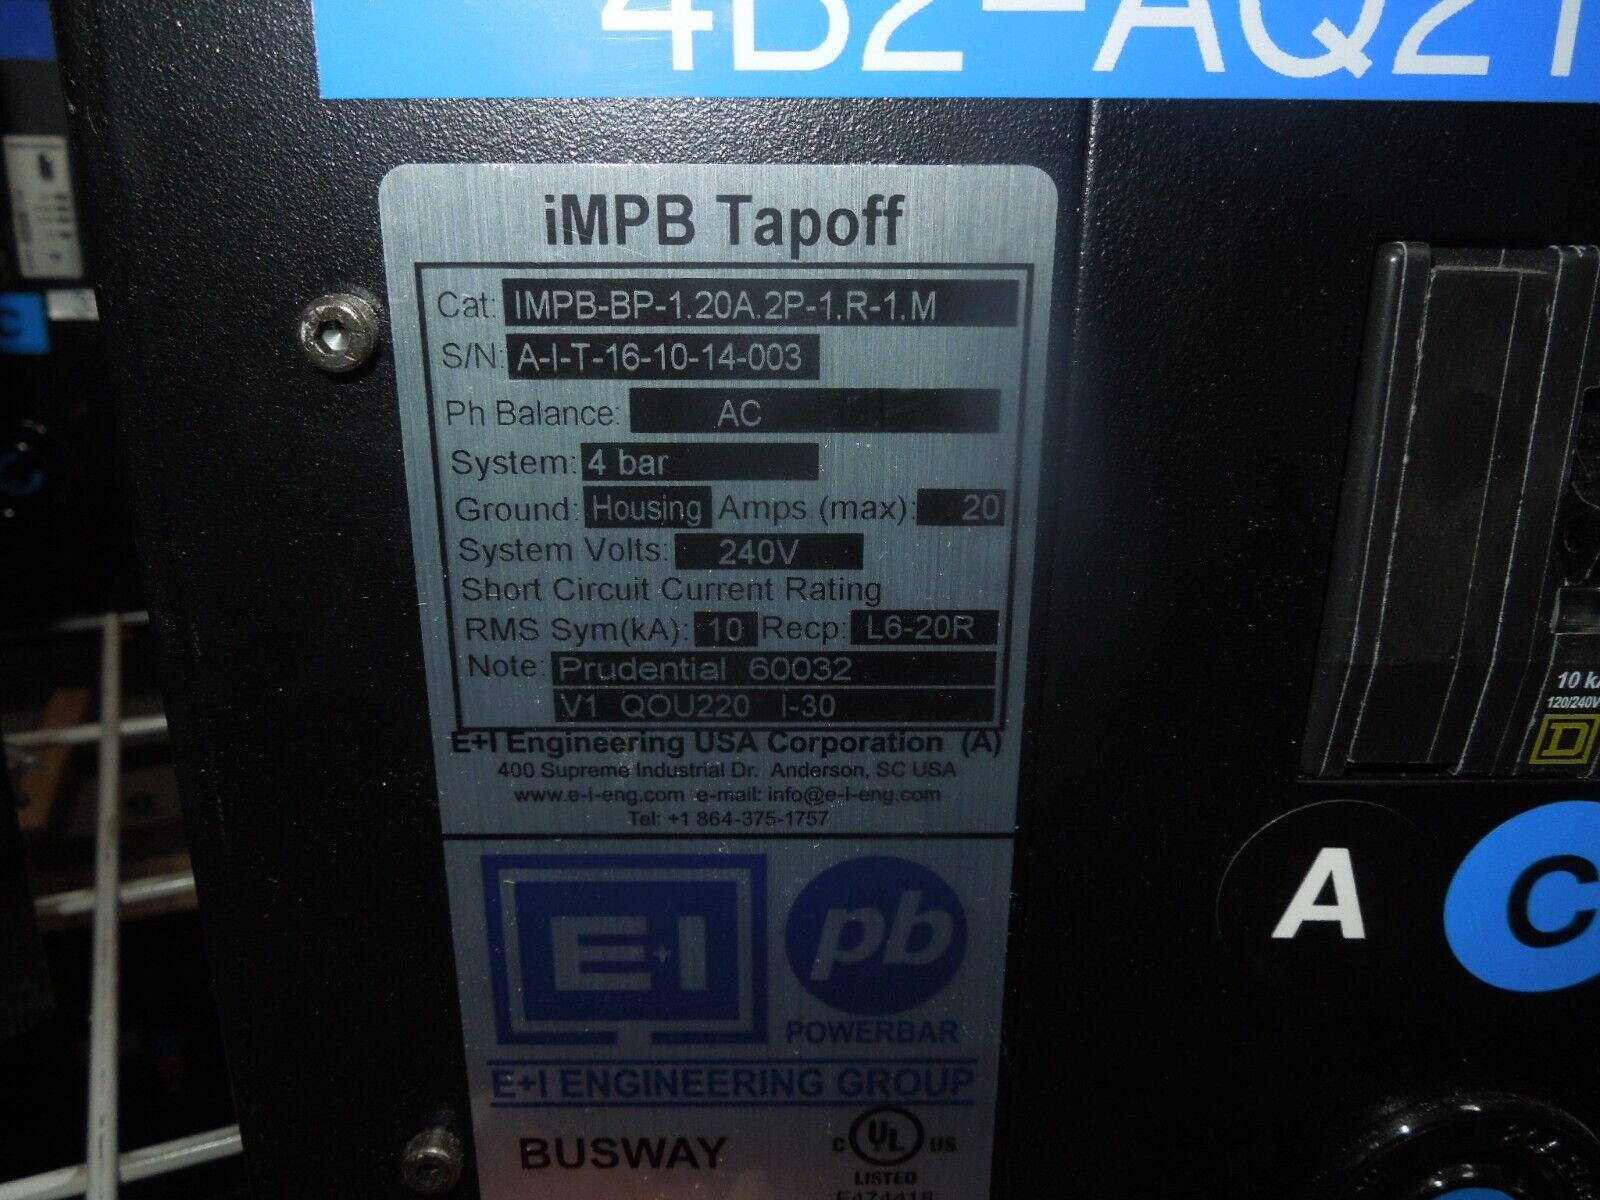 4B2-AQ21
iMPB Tapoff
Cat: IMPB-BP-1.20A.2P-1.R-1.M
S/N: A-I-T-16-10-14-003
Ph Balance: AC
System: 4 bar
Ground: Housing Amps (max): 20
System Volts: 240V
Short Circuit Current Rating
RMS Sym(kA): 10 Recp: L6-20R
Note: Prudential 60032
V1 QOU220 I-30
E+I Engineering USA Corporation (A)
400 Supreme Industrial Dr. Anderson, SC USA
www.e-i-eng.com e-mail: info@e-i-eng.com
Tel: +1 864-375-1757
E+I
pb
POWERBAR
E+I ENGINEERING GROUP
BUSWAY
C UL US
LISTED
E474418
10 k
120/240V
D
A
C
C